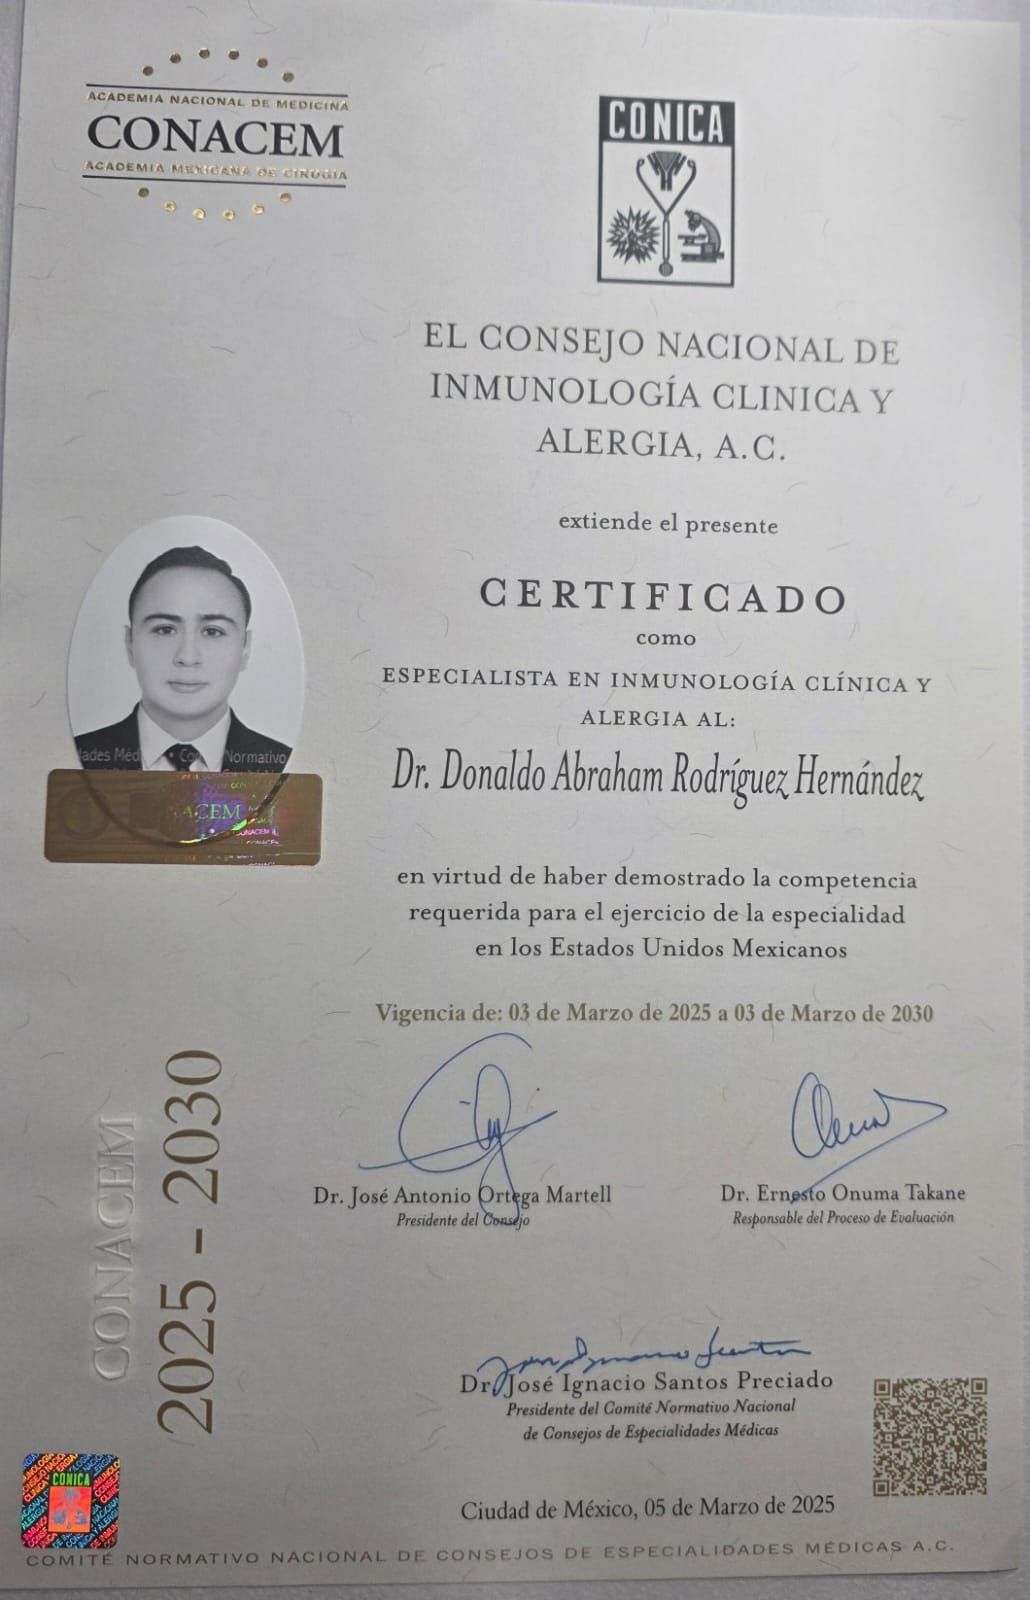 ACADEMIA NACIONAL DE MEDICINA
CONACEM
ACADEMIA MEXICANA DE CIRUGIA
CONICA
EL CONSEJO NACIONAL DE
INMUNOLOGÍA CLINICA Y
ALERGIA, A.C.
extiende el presente
CERTIFICADO
como
ESPECIALISTA EN INMUNOLOGÍA CLÍNICA Y
ALERGIA AL:
Dr. Donaldo Abraham Rodríguez Hernández
Normativo
ACEM
en virtud de haber demostrado la competencia
requerida para el ejercicio de la especialidad
en los Estados Unidos Mexicanos
Vigencia de: 03 de Marzo de 2025 a 03 de Marzo de 2030
CONACEM
2025 - 2030
Dr. José Antonio Ortega Martell
Presidente del Consejo
Dr. Ernesto Onuma Takane
Responsable del Proceso de Evaluación
Dr. José Ignacio Santos Preciado
Presidente del Comité Normativo Nacional
de Consejos de Especialidades Médicas
Ciudad de México, 05 de Marzo de 2025
CONICA
COMITÉ NORMATIVO NACIONAL DE CONSEJOS DE ESPECIALIDADES MÉDICAS A.C.